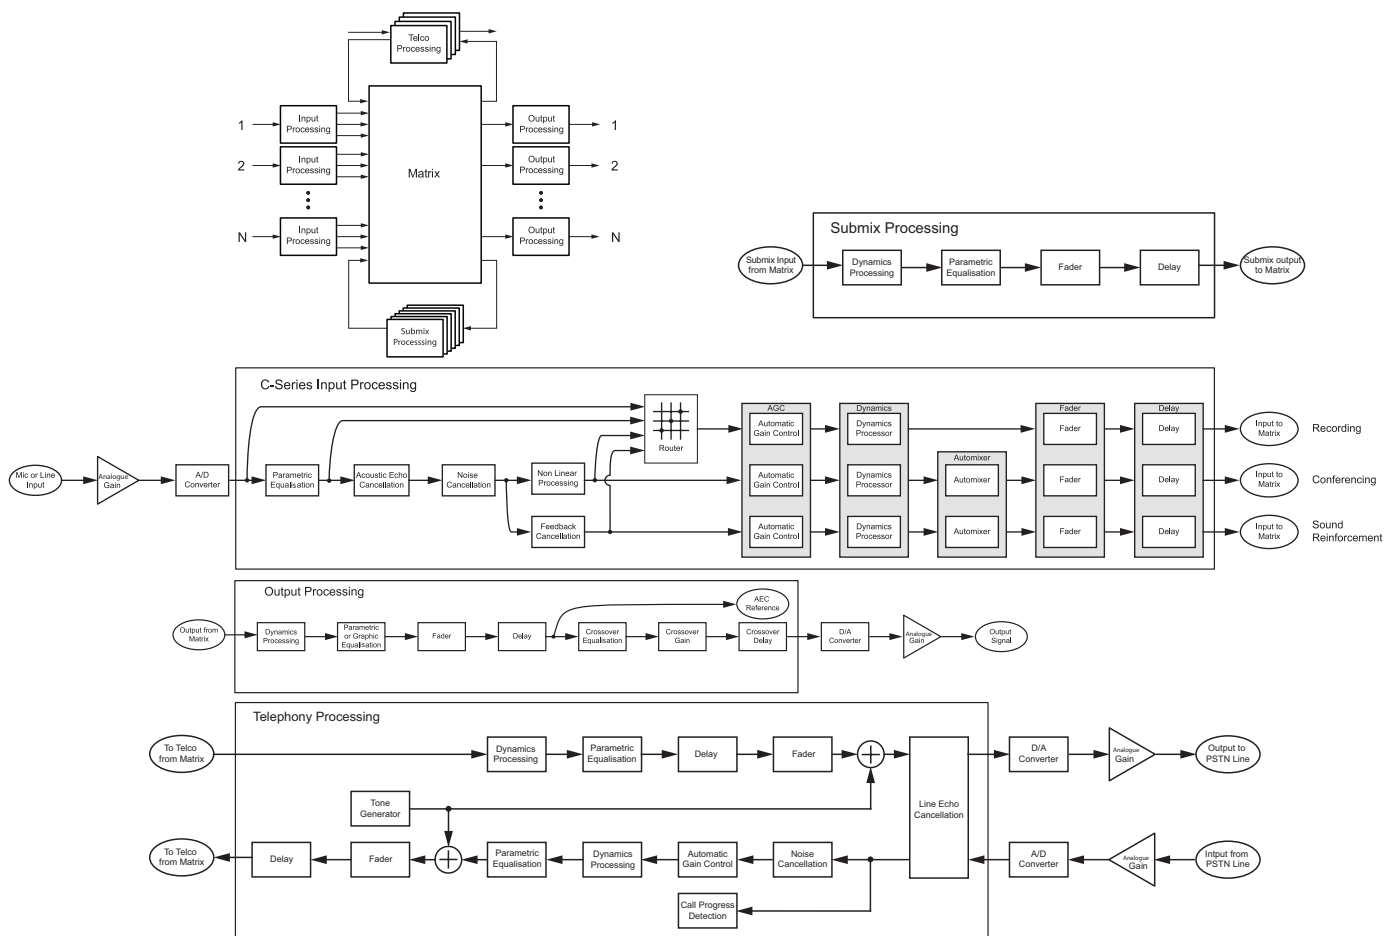 Telco
Processing
1
Input
Processing
Output
Processing
1
2
Input
Processing
Matrix
Output
Processing
2
N
Input
Processing
Output
Processing
N
Submix
Processsing
Submix Processing
Submix Input
from Matrix
Dynamics
Processing
Parametric
Equalisation
Fader
Delay
Submix output
to Matrix
C-Series Input Processing
Router
AGC
Dynamics
Fader
Delay
Automatic
Gain Control
Dynamics
Processor
Fader
Delay
Input to
Matrix
Recording
Mic or Line
Input
Analogue
Gain
A/D
Converter
Parametric
Equalisation
Acoustic Echo
Cancellation
Noise
Cancellation
Non Linear
Processing
Automatic
Gain Control
Dynamics
Processor
Automixer
Automixer
Fader
Delay
Input to
Matrix
Conferencing
Feedback
Cancellation
Automatic
Gain Control
Dynamics
Processor
Automixer
Fader
Delay
Input to
Matrix
Sound
Reinforcement
Output Processing
AEC
Reference
Output from
Matrix
Dynamics
Processing
Parametric
or Graphic
Equalisation
Fader
Delay
Crossover
Equalisation
Crossover
Gain
Crossover
Delay
D/A
Converter
Analogue
Gain
Output
Signal
Telephony Processing
To Telco
from Matrix
Dynamics
Processing
Parametric
Equalisation
Delay
Fader
D/A
Converter
Analogue
Gain
Output to
PSTN Line
Tone
Generator
Line Echo
Cancellation
To Telco
from Matrix
Delay
Fader
Parametric
Equalisation
Dynamics
Processing
Automatic
Gain Control
Noise
Cancellation
A/D
Converter
Analogue
Gain
Intput from
PSTN Line
Call Progress
Detection